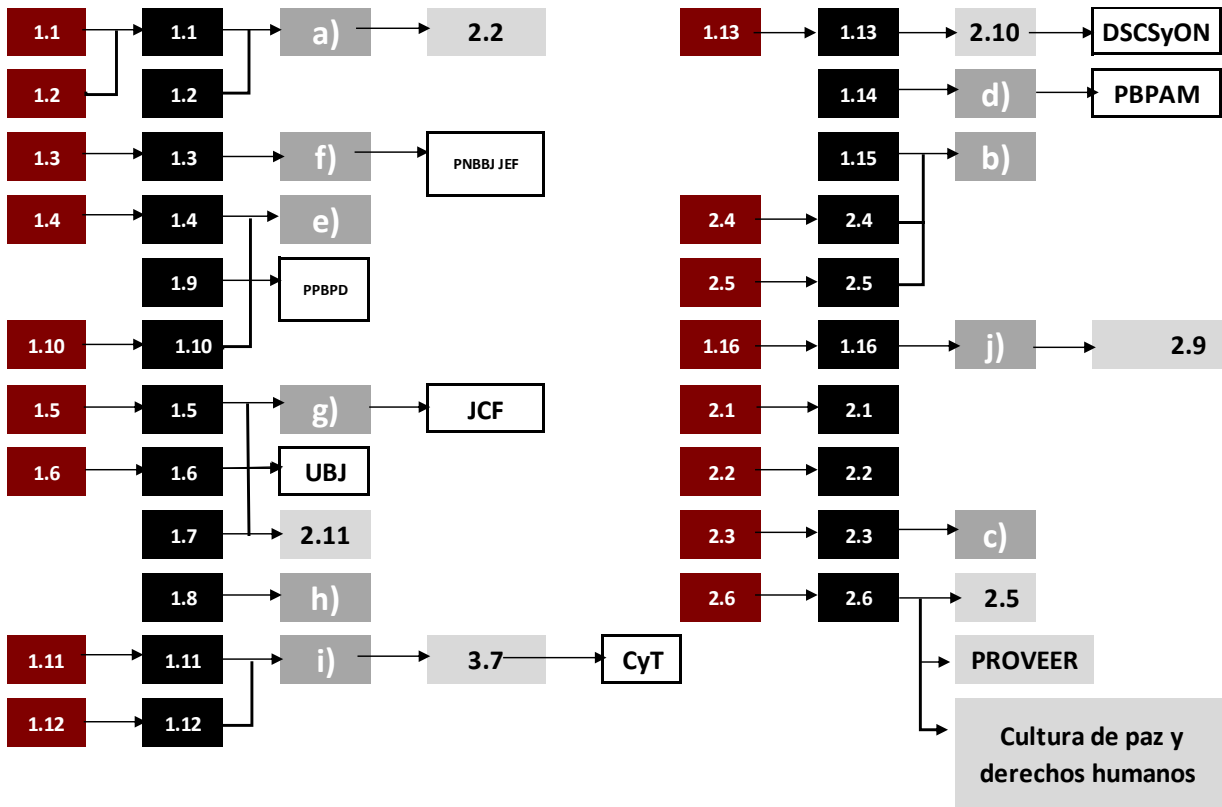 1.1 1.1 a) 2.2
1.2 1.2
1.3 1.3 f) PNBBJ JEF
1.4 1.4 e)
1.9 PPBPD
1.10 1.10
1.5 1.5 g) JCF
1.6 1.6 UBJ
1.7 2.11
1.8 h)
1.11 1.11 i) 3.7 CyT
1.12 1.12
1.13 1.13 2.10 DSCSyON
1.14 d) PBPAM
1.15 b)
2.4 2.4
2.5 2.5
1.16 1.16 j) 2.9
2.1 2.1
2.2 2.2
2.3 2.3 c)
2.6 2.6 2.5
PROVEER
Cultura de paz y
derechos humanos